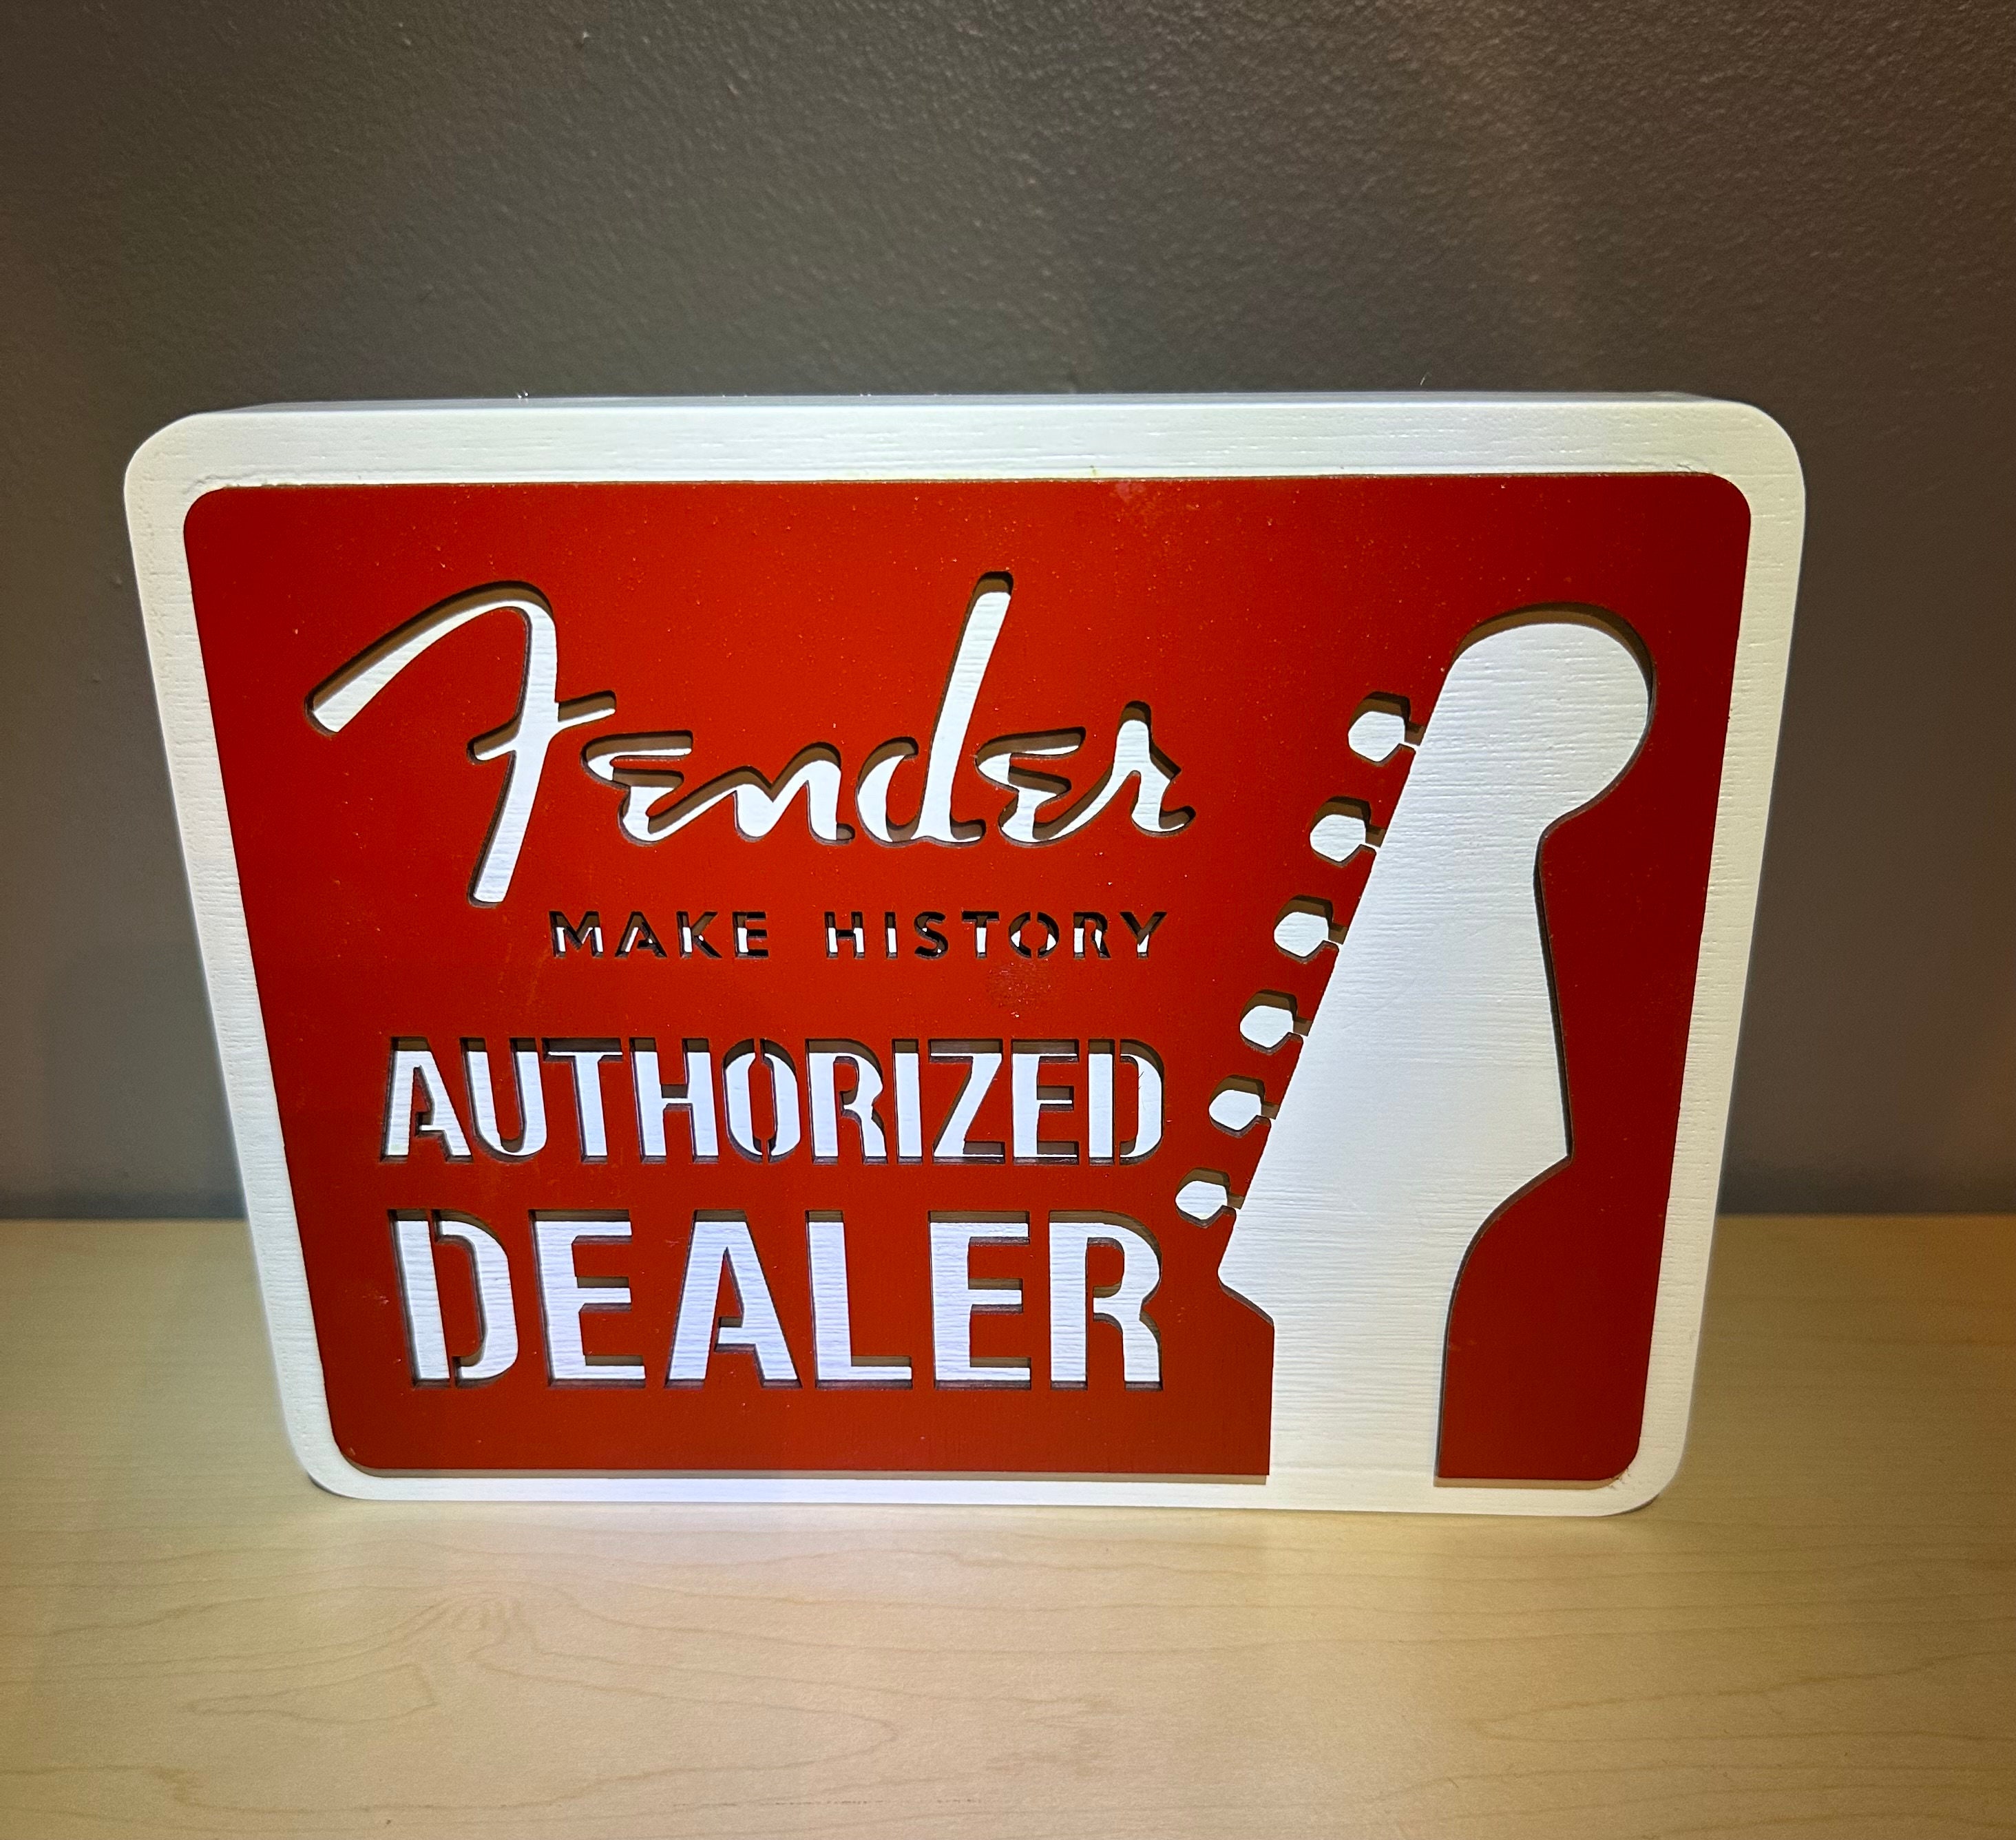 Fender
MAKE HISTORY
AUTHORIZED
DEALER